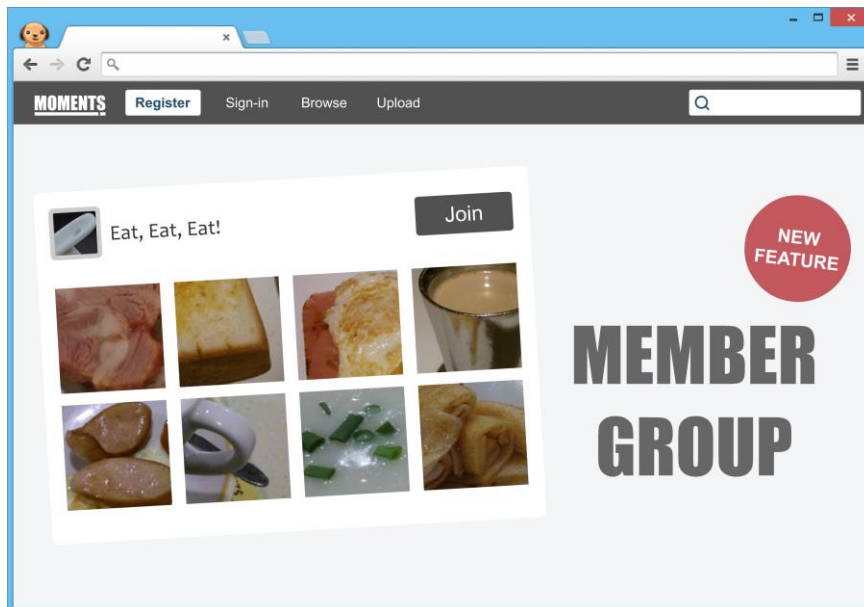 MOMENTS Register Sign-in Browse Upload
Eat, Eat, Eat!
Join
NEW
FEATURE
MEMBER
GROUP